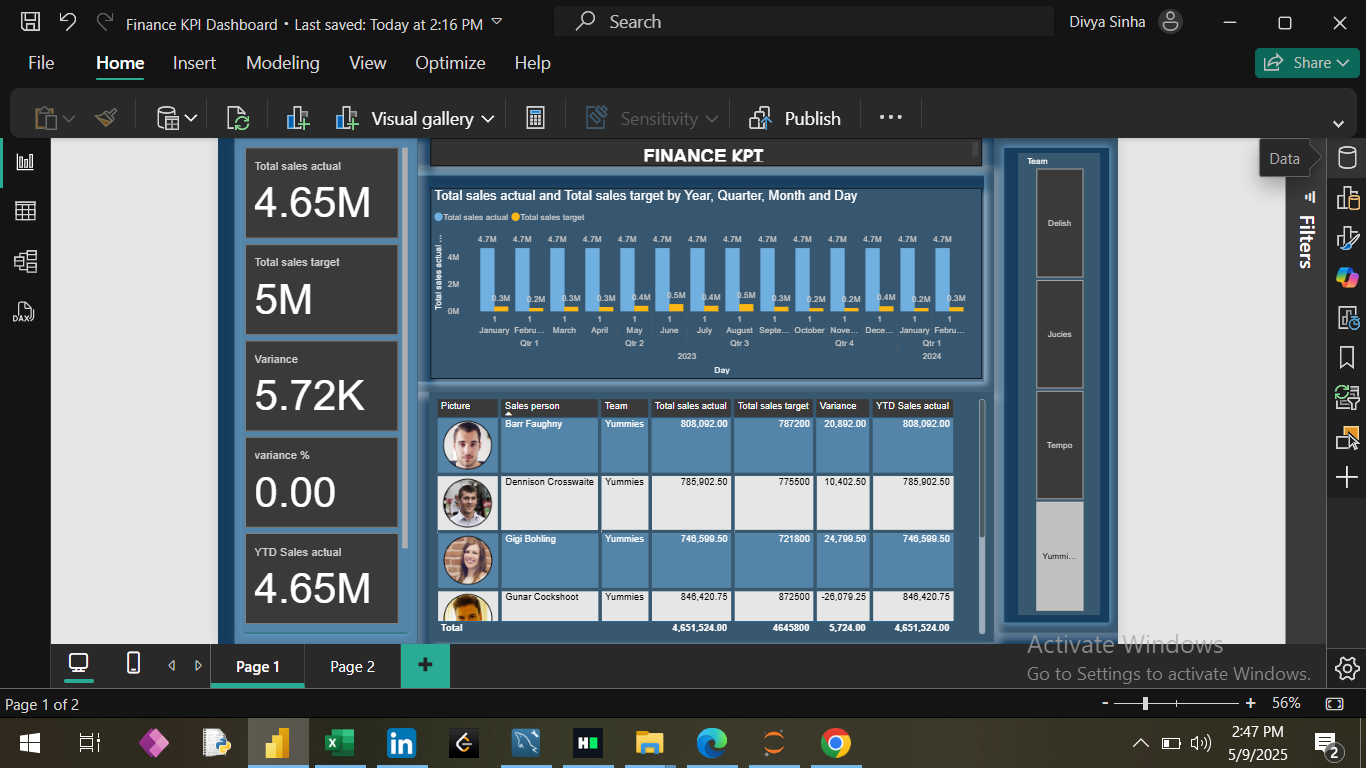 Finance KPI Dashboard • Last saved: Today at 2:16 PM
Search
Divya Sinha
File Home Insert Modeling View Optimize Help
Share
Visual gallery
Sensitivity
Publish
Data
Filters
DAX
Total sales actual
4.65M
Total sales target
5M
Variance
5.72K
variance %
0.00
YTD Sales actual
4.65M
FINANCE KPT
Total sales actual and Total sales target by Year, Quarter, Month and Day
Total sales actual Total sales target
Total sales actual ...
4M
2M
0M
4.7M 4.7M 4.7M 4.7M 4.7M 4.7M 4.7M 4.7M 4.7M 4.7M 4.7M 4.7M 4.7M 4.7M
0.3M 0.2M 0.3M 0.3M 0.4M 0.5M 0.4M 0.5M 0.3M 0.2M 0.2M 0.4M 0.2M 0.3M
1 1 1 1 1 1 1 1 1 1 1 1 1 1
January Febru... March April May June July August Septe... October Nove... Dece... January Febru...
Qtr 1 Qtr 2 Qtr 3 Qtr 4 Qtr 1
2023 2024
Day
Picture Sales person Team Total sales actual Total sales target Variance YTD Sales actual
Barr Faughny Yummies 808,092.00 787200 20,892.00 808,092.00
Dennison Crosswaite Yummies 785,902.50 775500 10,402.50 785,902.50
Gigi Bohling Yummies 746,599.50 721800 24,799.50 746,599.50
Gunar Cockshoot Yummies 846,420.75 872500 -26,079.25 846,420.75
Total 4,651,524.00 4645800 5,724.00 4,651,524.00
Team
Delish
Jucies
Tempo
Yummi...
Activate Windows
Go to Settings to activate Windows.
Page 1 Page 2 +
Page 1 of 2
- + 56%
2:47 PM
5/9/2025
2